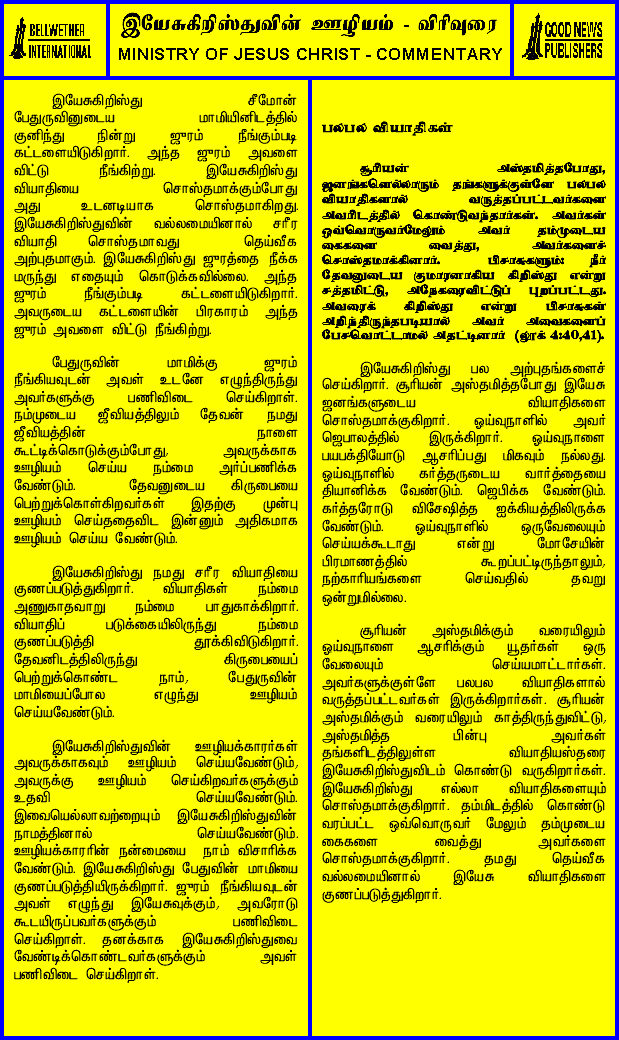 BELLWETHER
INTERNATIONAL
இயேசுகிறிஸ்துவின் ஊழியம் - விரிவுரை
MINISTRY OF JESUS CHRIST - COMMENTARY
GOOD NEWS
PUBLISHERS
இயேசுகிறிஸ்து சீமோன்
பேதுருவினுடைய மாமியினிடத்தில்
குனிந்து நின்று ஜுரம் நீங்கும்படி
கட்டளையிடுகிறார். அந்த ஜுரம் அவளை
விட்டு நீங்கிற்று. இயேசுகிறிஸ்து
வியாதியை சொஸ்தமாக்கும்போது
அது உடனடியாக சொஸ்தமாகிறது.
இயேசுகிறிஸ்துவின் வல்லமையினால் சரீர
வியாதி சொஸ்தமாவது தெய்வீக
அற்புதமாகும். இயேசுகிறிஸ்து ஜுரத்தை நீக்க
மருந்து எதையும் கொடுக்கவில்லை. அந்த
ஜுரம் நீங்கும்படி கட்டளையிடுகிறார்.
அவருடைய கட்டளையின் பிரகாரம் அந்த
ஜுரம் அவளை விட்டு நீங்கிற்று.
பேதுருவின் மாமிக்கு ஜுரம்
நீங்கியவுடன் அவள் உடனே எழுந்திருந்து
அவர்களுக்கு பணிவிடை செய்கிறாள்.
நம்முடைய ஜீவியத்திலும் தேவன் நமது
ஜீவியத்தின் நாளை
கூட்டிக்கொடுக்கும்போது, அவருக்காக
ஊழியம் செய்ய நம்மை அர்ப்பணிக்க
வேண்டும். தேவனுடைய கிருபையை
பெற்றுக்கொள்கிறவர்கள் இதற்கு முன்பு
ஊழியம் செய்ததைவிட இன்னும் அதிகமாக
ஊழியம் செய்ய வேண்டும்.
இயேசுகிறிஸ்து நமது சரீர வியாதியை
குணப்படுத்துகிறார். வியாதிகள் நம்மை
அணுகாதவாறு நம்மை பாதுகாக்கிறார்.
வியாதிப் படுக்கையிலிருந்து நம்மை
குணப்படுத்தி தூக்கிவிடுகிறார்.
தேவனிடத்திலிருந்து கிருபையைப்
பெற்றுக்கொண்ட நாம், பேதுருவின்
மாமியைப்போல எழுந்து ஊழியம்
செய்யவேண்டும்.
இயேசுகிறிஸ்துவின் ஊழியக்காரர்கள்
அவருக்காகவும் ஊழியம் செய்யவேண்டும்,
அவருக்கு ஊழியம் செய்கிறவர்களுக்கும்
உதவி செய்யவேண்டும்.
இவையெல்லாவற்றையும் இயேசுகிறிஸ்துவின்
நாமத்தினால் செய்யவேண்டும்.
ஊழியக்காரரின் நன்மையை நாம் விசாரிக்க
வேண்டும். இயேசுகிறிஸ்து பேதுவின் மாமியை
குணப்படுத்தியிருக்கிறார். ஜுரம் நீங்கியவுடன்
அவள் எழுந்து இயேசுவுக்கும், அவரோடு
கூடயிருப்பவர்களுக்கும் பணிவிடை
செய்கிறாள். தனக்காக இயேசுகிறிஸ்துவை
வேண்டிக்கொண்டவர்களுக்கும் அவள்
பணிவிடை செய்கிறாள்.
பல்பல வியாதிகள்
சூரியன் அஸ்தமித்தபோது,
ஜனங்களெல்லாரும் தங்களுக்குள்ளே பலபல
வியாதிகளால் வருத்தப்பட்டவர்களை
அவரிடத்தில் கொண்டுவந்தார்கள். அவர்கள்
ஒவ்வொருவர்மேலும் அவர் தம்முடைய
கைகளை வைத்து, அவர்களைச்
சொஸ்தமாக்கினார். பிசாசுகளும்: நீர்
தேவனுடைய குமாரனாகிய கிறிஸ்து என்று
சத்தமிட்டு, அநேகரைவிட்டுப் புறப்பட்டது.
அவரைக் கிறிஸ்து என்று பிசாசுகள்
அறிந்திருந்தபடியால் அவர் அவைகளைப்
பேசவொட்டாமல் அதட்டினார் (லூக் 4:40,41).
இயேசுகிறிஸ்து பல அற்புதங்களைச்
செய்கிறார். சூரியன் அஸ்தமித்தபோது இயேசு
ஜனங்களுடைய வியாதிகளை
சொஸ்தமாக்குகிறார். ஓய்வுநாளில் அவர்
ஜெபாலத்தில் இருக்கிறார். ஓய்வுநாளை
பயபக்தியோடு ஆசரிப்பது மிகவும் நல்லது.
ஓய்வுநாளில் கர்த்தருடைய வார்த்தையை
தியானிக்க வேண்டும். ஜெபிக்க வேண்டும்.
கர்த்தரோடு விசேஷித்த ஐக்கியத்திலிருக்க
வேண்டும். ஓய்வுநாளில் ஒருவேலையும்
செய்யக்கூடாது என்று மோசேயின்
பிரமாணத்தில் கூறப்பட்டிருந்தாலும்,
நற்காரியங்களை செய்வதில் தவறு
ஒன்றுமில்லை.
சூரியன் அஸ்தமிக்கும் வரையிலும்
ஓய்வுநாளை ஆசரிக்கும் யூதர்கள் ஒரு
வேலையும் செய்யமாட்டார்கள்.
அவர்களுக்குள்ளே பலபல வியாதிகளால்
வருத்தப்பட்டவர்கள் இருக்கிறார்கள். சூரியன்
அஸ்தமிக்கும் வரையிலும் காத்திருந்துவிட்டு,
அஸ்தமித்த பின்பு அவர்கள்
தங்களிடத்திலுள்ள வியாதியஸ்தரை
இயேசுகிறிஸ்துவிடம் கொண்டு வருகிறார்கள்.
இயேசுகிறிஸ்து எல்லா வியாதிகளையும்
சொஸ்தமாக்குகிறார். தம்மிடத்தில் கொண்டு
வரப்பட்ட ஒவ்வொருவர் மேலும் தம்முடைய
கைகளை வைத்து அவர்களை
சொஸ்தமாக்குகிறார். தமது தெய்வீக
வல்லமையினால் இயேசு வியாதிகளை
குணப்படுத்துகிறார்.